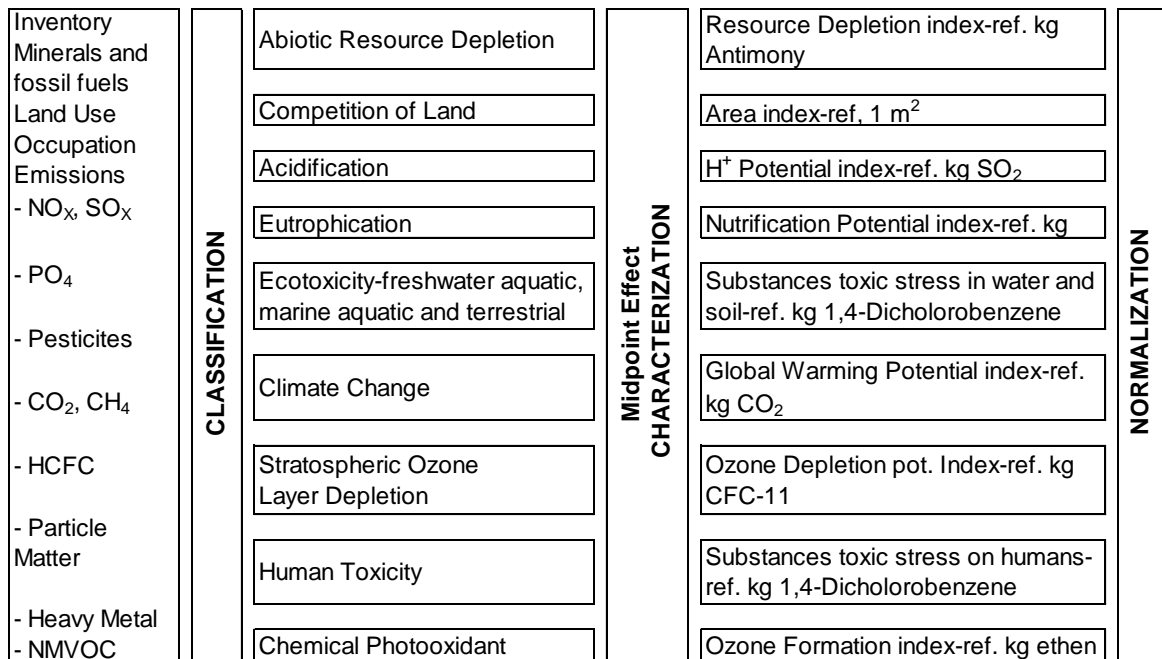 Inventory
Minerals and
fossil fuels
Land Use
Occupation
Emissions
- NOX, SOX
- PO4
- Pesticites
- CO2, CH4
- HCFC
- Particle
Matter
- Heavy Metal
- NMVOC
CLASSIFICATION
Abiotic Resource Depletion
Competition of Land
Acidification
Eutrophication
Ecotoxicity-freshwater aquatic,
marine aquatic and terrestrial
Climate Change
Stratospheric Ozone
Layer Depletion
Human Toxicity
Chemical Photooxidant
Midpoint Effect
CHARACTERIZATION
Resource Depletion index-ref. kg
Antimony
Area index-ref, 1 m²
H⁺ Potential index-ref. kg SO2
Nutrification Potential index-ref. kg
Substances toxic stress in water and
soil-ref. kg 1,4-Dicholorobenzene
Global Warming Potential index-ref.
kg CO2
Ozone Depletion pot. Index-ref. kg
CFC-11
Substances toxic stress on humans-
ref. kg 1,4-Dicholorobenzene
Ozone Formation index-ref. kg ethen
NORMALIZATION